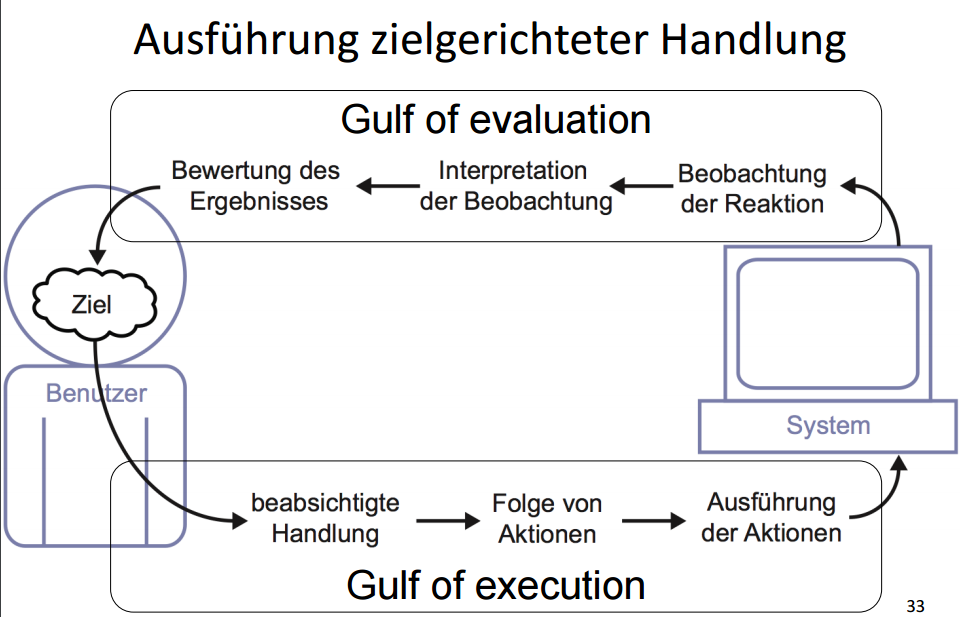 Ausführung zielgerichteter Handlung
Gulf of evaluation
Bewertung des
Ergebnisses
Interpretation
der Beobachtung
Beobachtung
der Reaktion
Ziel
Benutzer
System
beabsichtigte
Handlung
Folge von
Aktionen
Ausführung
der Aktionen
Gulf of execution
33